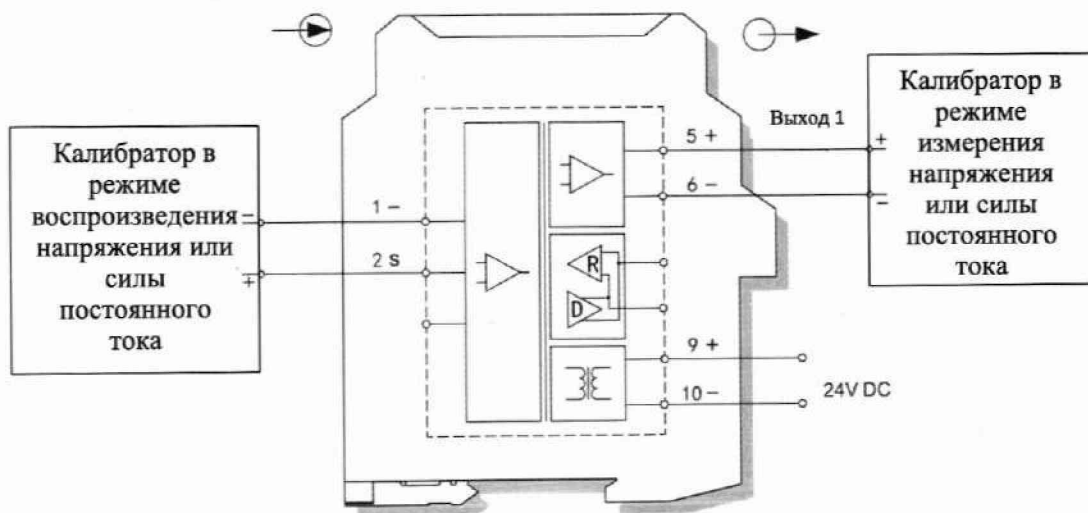 Калибратор в
режиме
воспроизведения
напряжения или
силы
постоянного
тока
−
+
1 −
2 s
R
D
5 +
6 −
9 +
10 −
Выход 1
24V DC
+
−
Калибратор в
режиме
измерения
напряжения
или силы
постоянного
тока